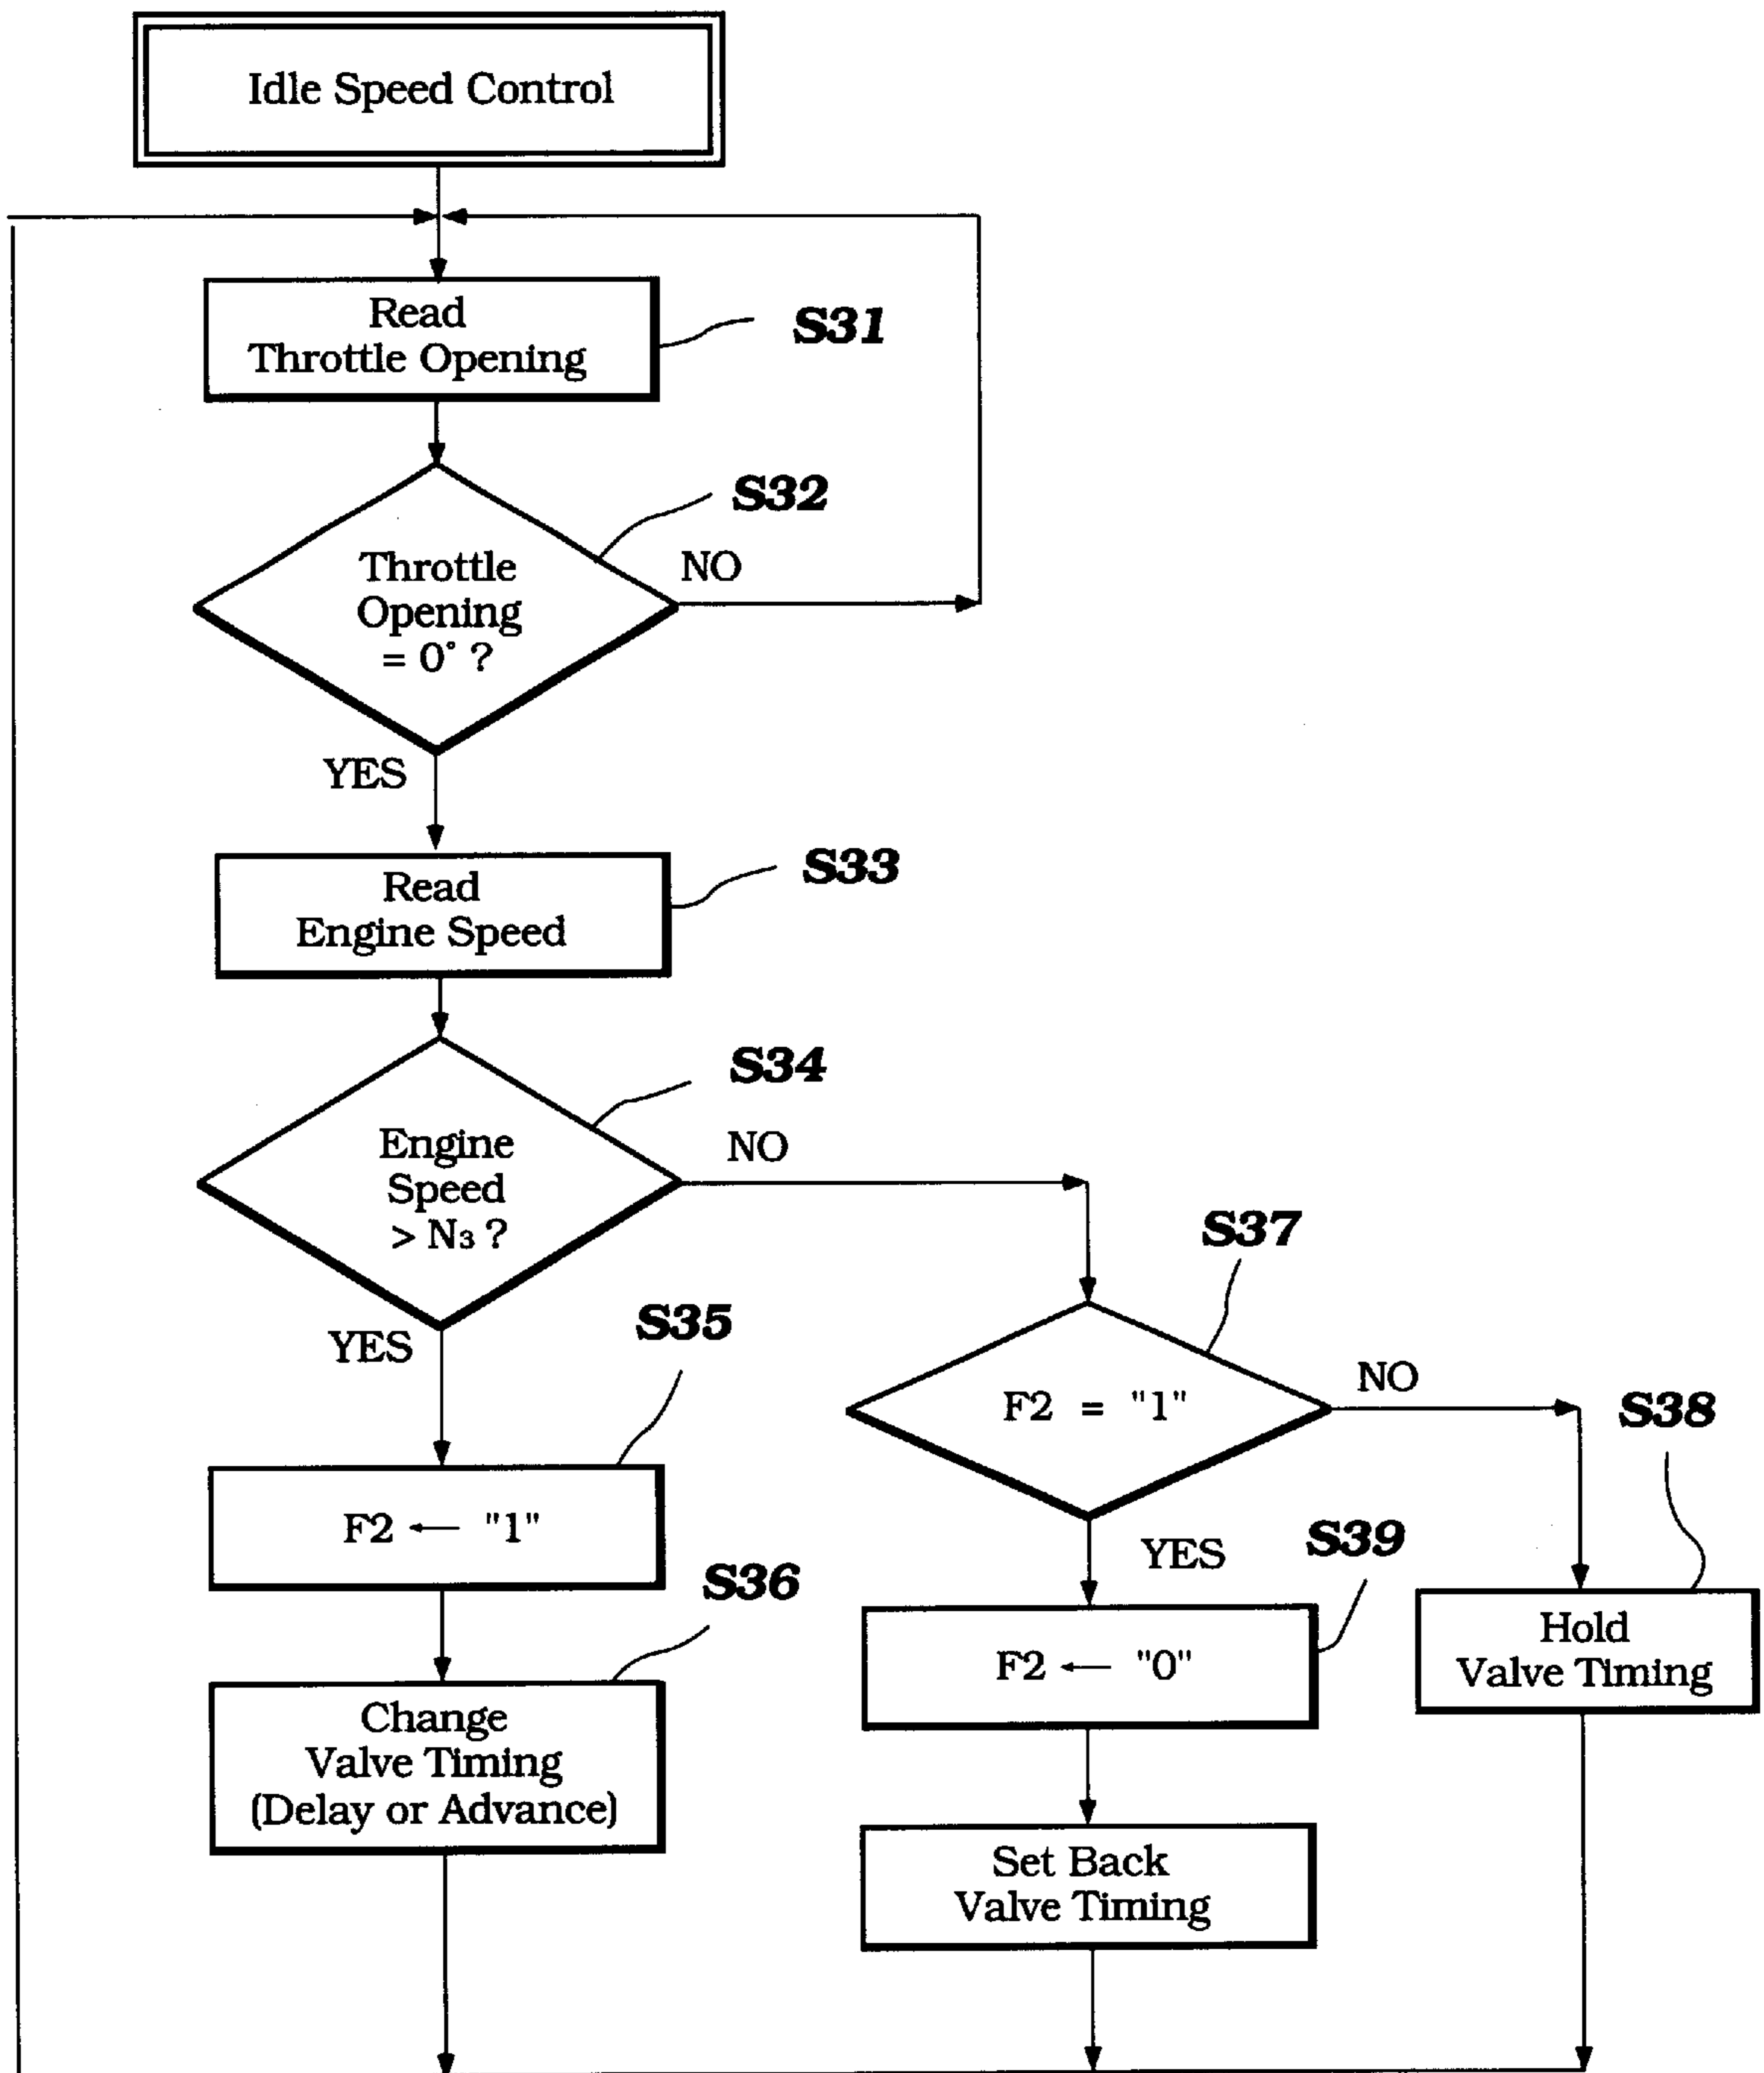 Idle Speed Control
Read
Throttle Opening
S31
S32
Throttle
Opening
= 0° ?
NO
YES
Read
Engine Speed
S33
S34
Engine
Speed
> N₃ ?
NO
YES
S35
F2 ← "1"
S36
Change
Valve Timing
(Delay or Advance)
S37
F2 = "1"
NO
YES
S38
Hold
Valve Timing
S39
F2 ← "0"
Set Back
Valve Timing